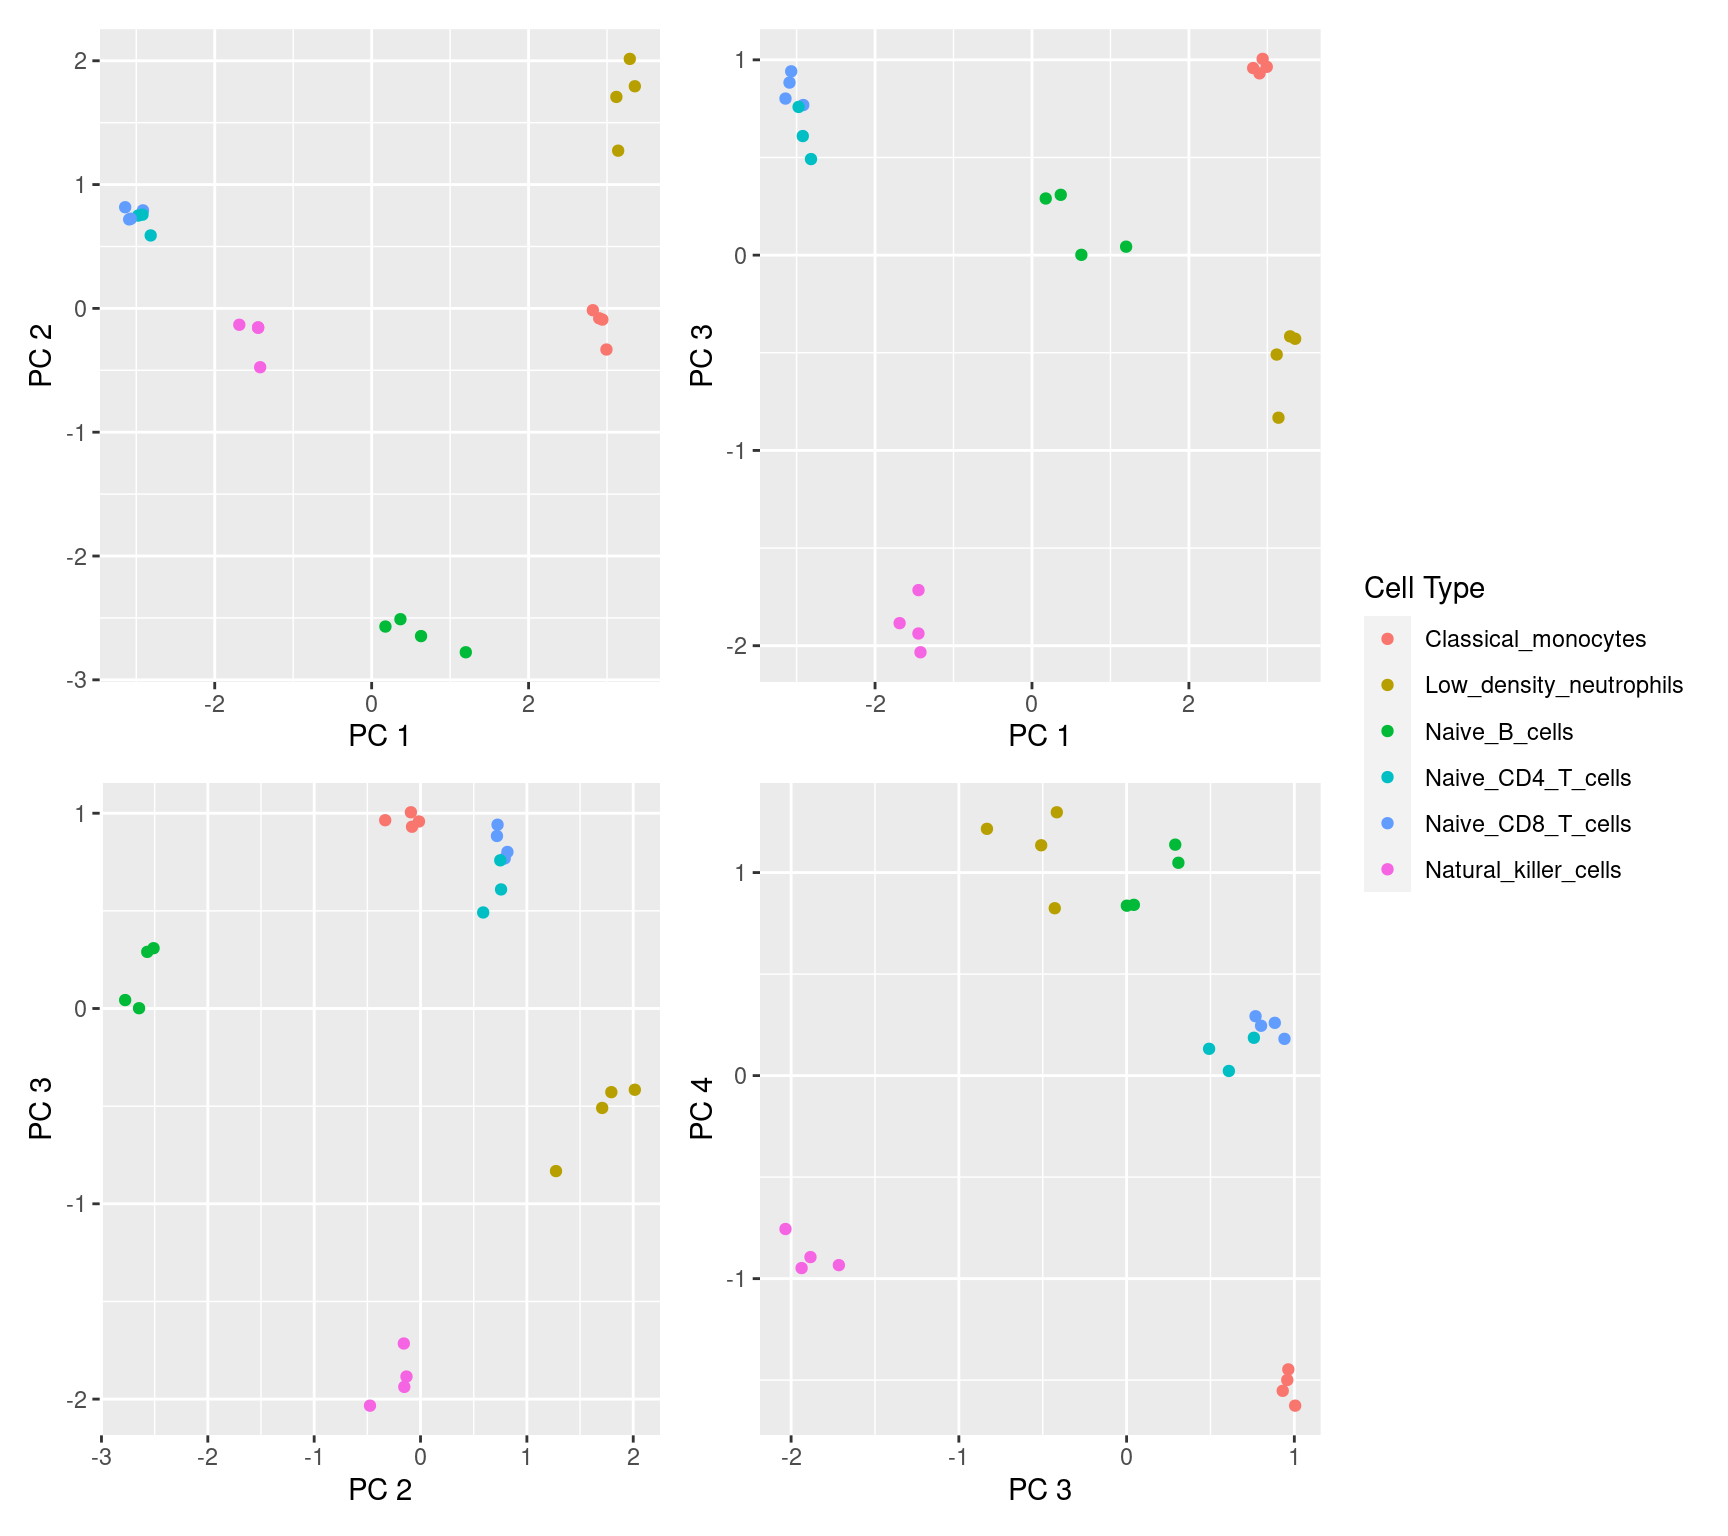 2
1
0
-1
-2
-3
PC 2
-2
0
2
PC 1
1
0
-1
-2
PC 3
-2
0
2
PC 1
1
0
-1
-2
PC 3
-3
-2
-1
0
1
2
PC 2
1
0
-1
PC 4
-2
-1
0
1
PC 3
Cell Type
Classical_monocytes
Low_density_neutrophils
Naive_B_cells
Naive_CD4_T_cells
Naive_CD8_T_cells
Natural_killer_cells